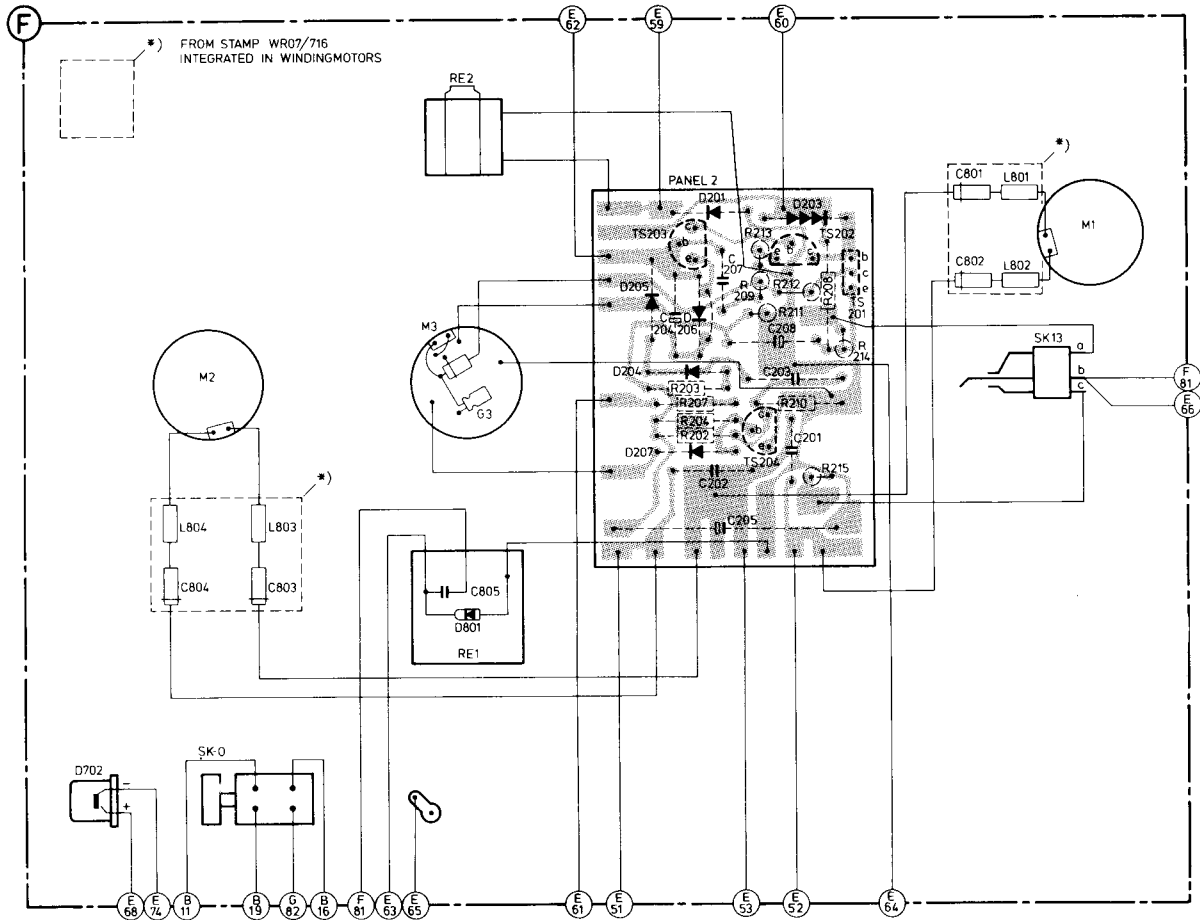 F
E 62
E 59
E 60
*) FROM STAMP WR07/716
INTEGRATED IN WINDINGMOTORS
RE2
*)
C801
L801
M1
C802
L802
PANEL 2
D201
D203
TS203
c
b
e
R213
e
b
c
TS202
C 207
b
c
e
R212
R208
R 209
D205
TS 201
R211
C 204
D 206
C208
R 214
M3
G3
SK13
a
b
c
F 81
E 66
M2
D204
C203
R203
R207
R210
R204
R202
c
b
e
C201
D207
TS204
R215
C202
C205
*)
L804
L803
C804
C803
C805
D801
RE1
D702
-
+
SK-0
E 68
E 74
B 11
B 19
G 82
B 16
F 81
E 63
E 65
E 61
E 51
E 53
E 52
E 64